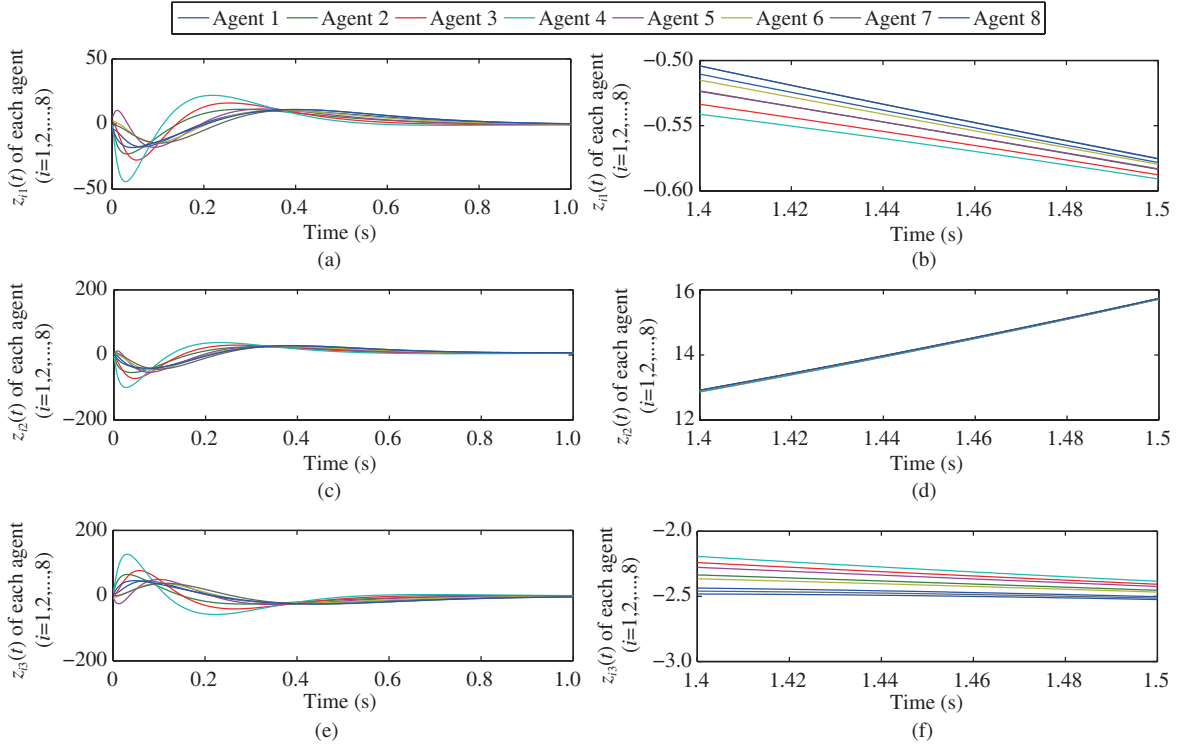 Agent 1 Agent 2 Agent 3 Agent 4 Agent 5 Agent 6 Agent 7 Agent 8
z_{i1}(t) of each agent
(i=1,2,...,8)
50
0
−50
0 0.2 0.4 0.6 0.8 1.0
Time (s)
(a)
z_{i1}(t) of each agent
(i=1,2,...,8)
−0.50
−0.55
−0.60
1.4 1.42 1.44 1.46 1.48 1.5
Time (s)
(b)
z_{i2}(t) of each agent
(i=1,2,...,8)
200
0
−200
0 0.2 0.4 0.6 0.8 1.0
Time (s)
(c)
z_{i2}(t) of each agent
(i=1,2,...,8)
16
14
12
1.4 1.42 1.44 1.46 1.48 1.5
Time (s)
(d)
z_{i3}(t) of each agent
(i=1,2,...,8)
200
0
−200
0 0.2 0.4 0.6 0.8 1.0
Time (s)
(e)
z_{i3}(t) of each agent
(i=1,2,...,8)
−2.0
−2.5
−3.0
1.4 1.42 1.44 1.46 1.48 1.5
Time (s)
(f)